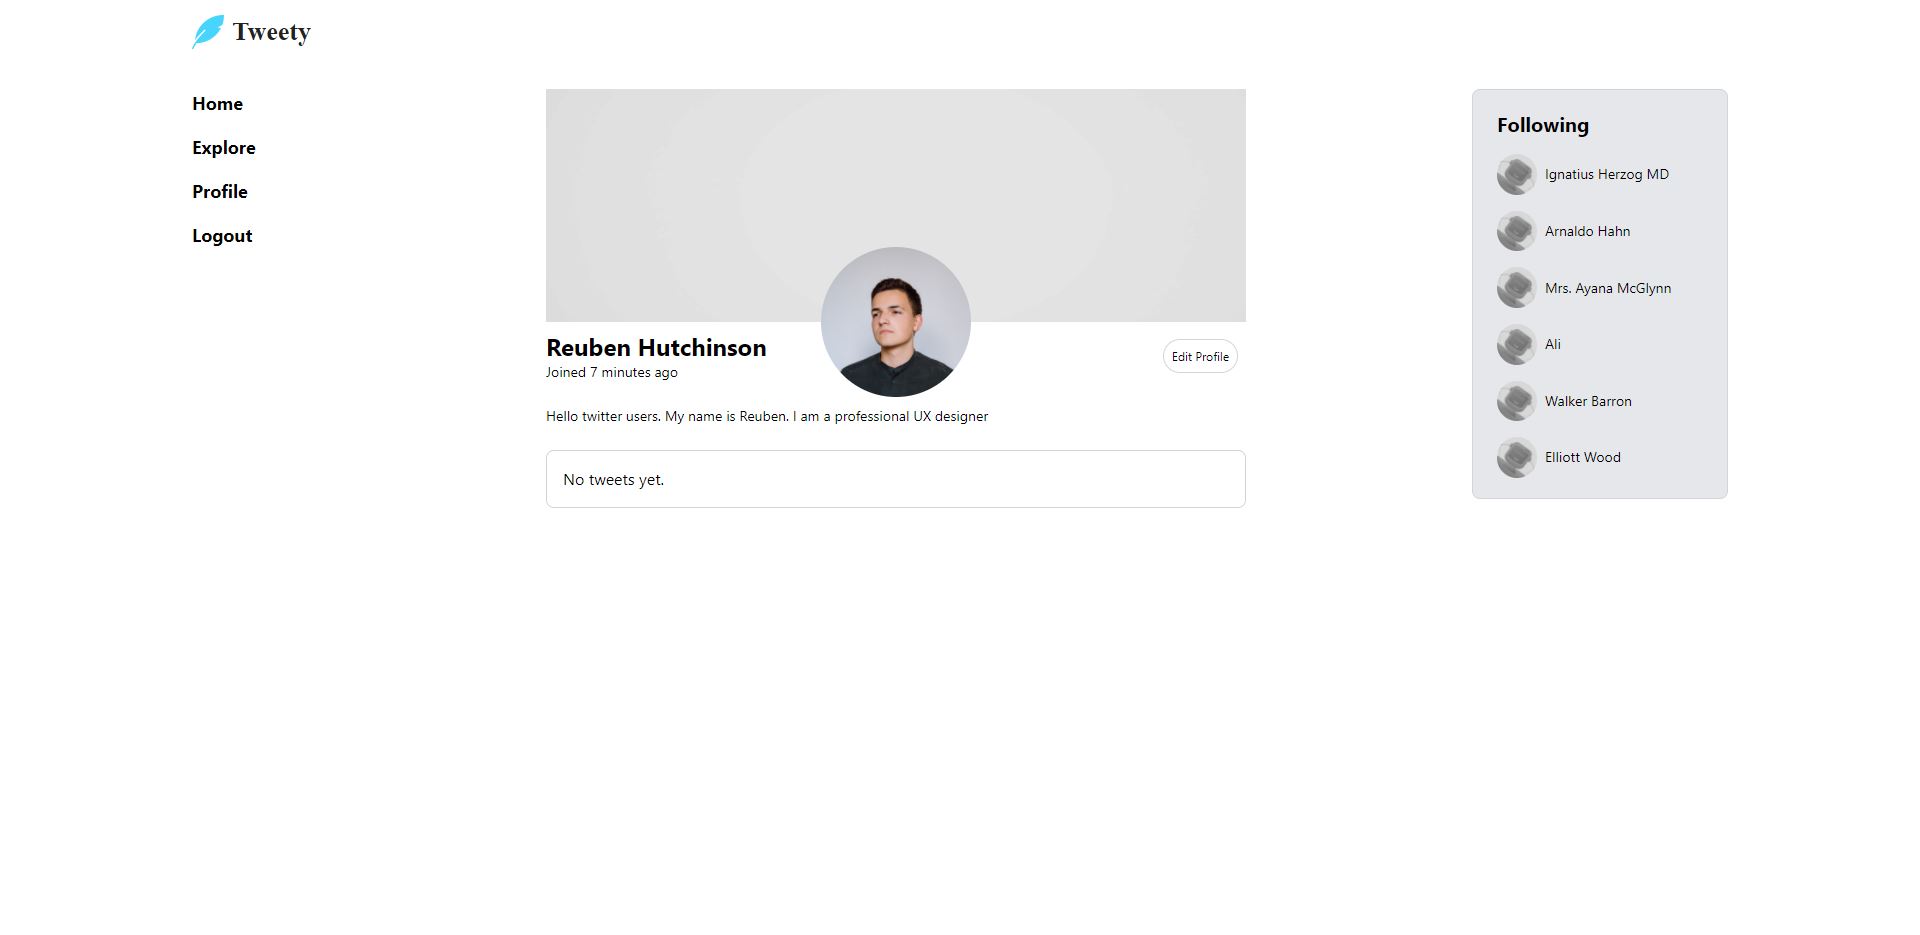 Tweety
Home
Explore
Profile
Logout
Reuben Hutchinson
Joined 7 minutes ago
Edit Profile
Hello twitter users. My name is Reuben. I am a professional UX designer
No tweets yet.
Following
Ignatius Herzog MD
Arnaldo Hahn
Mrs. Ayana McGlynn
Ali
Walker Barron
Elliott Wood